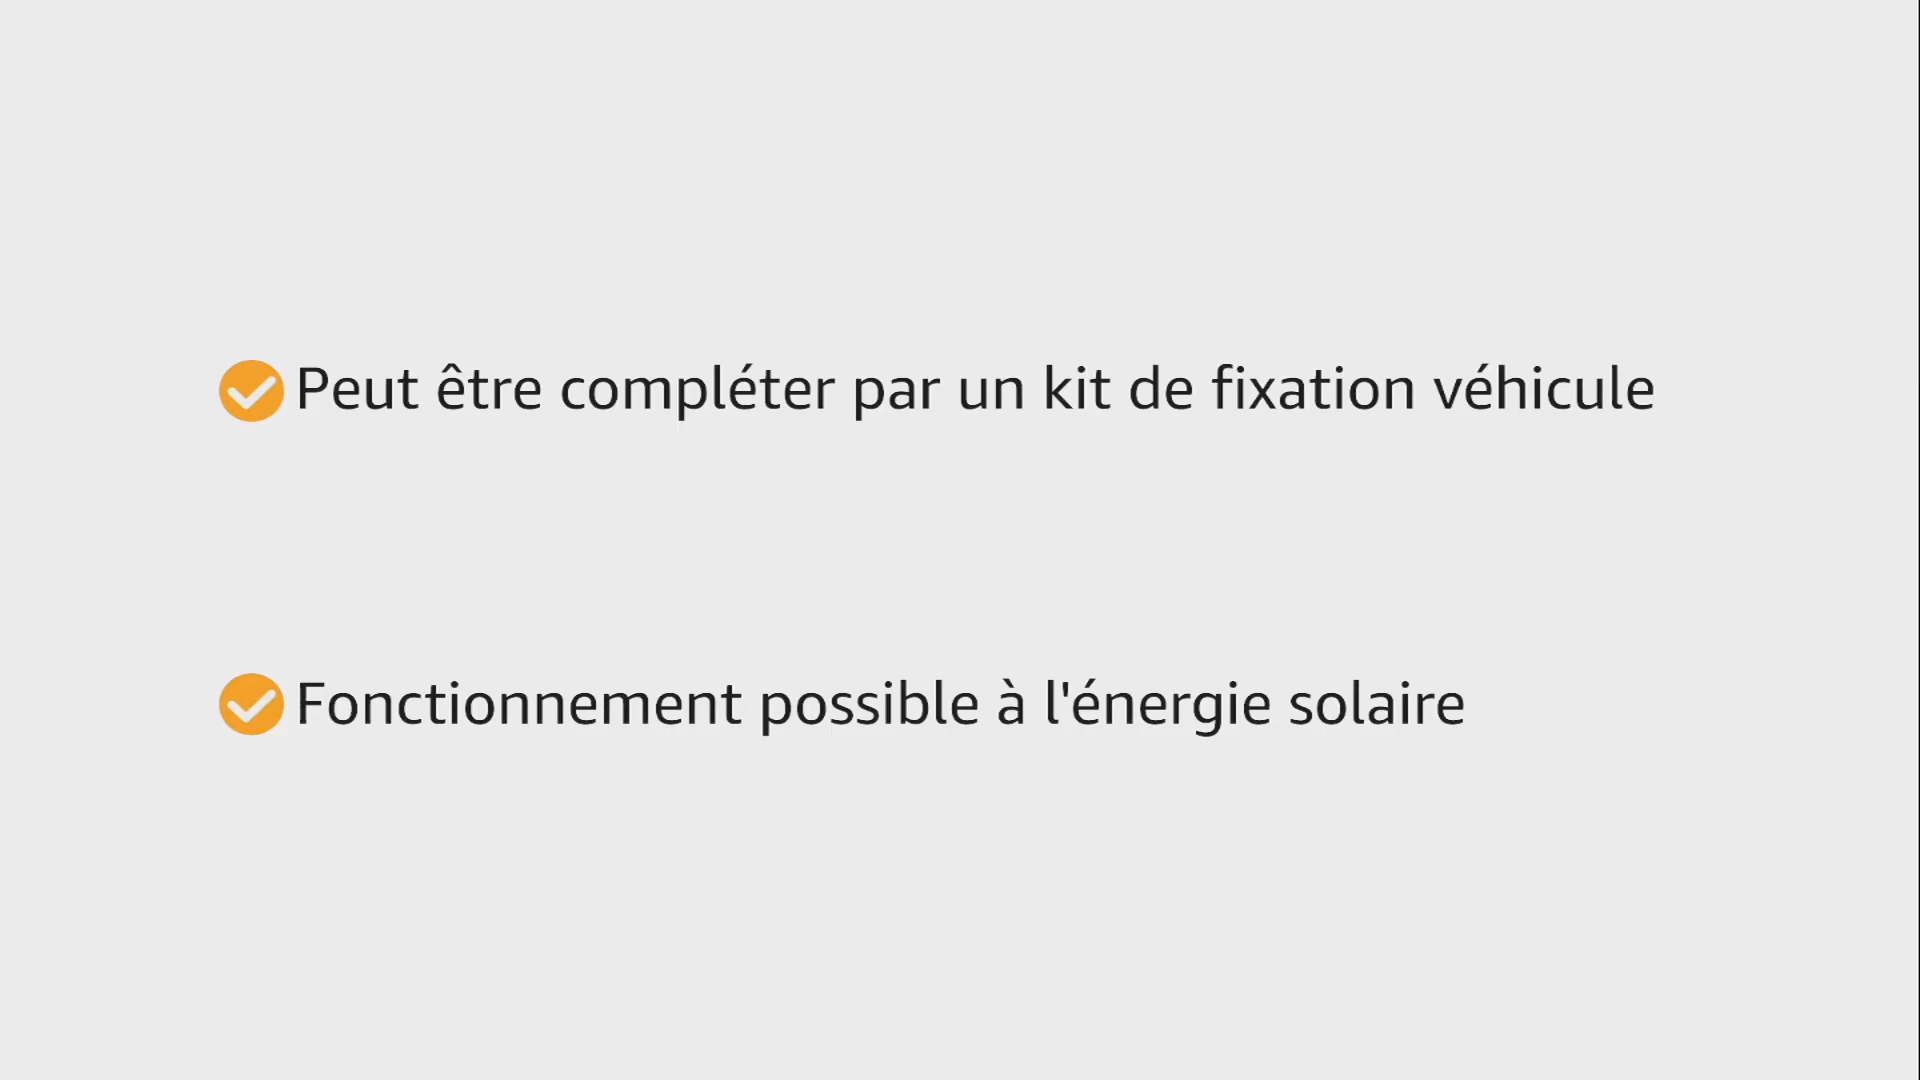 Peut être compléter par un kit de fixation véhicule
Fonctionnement possible à l'énergie solaire